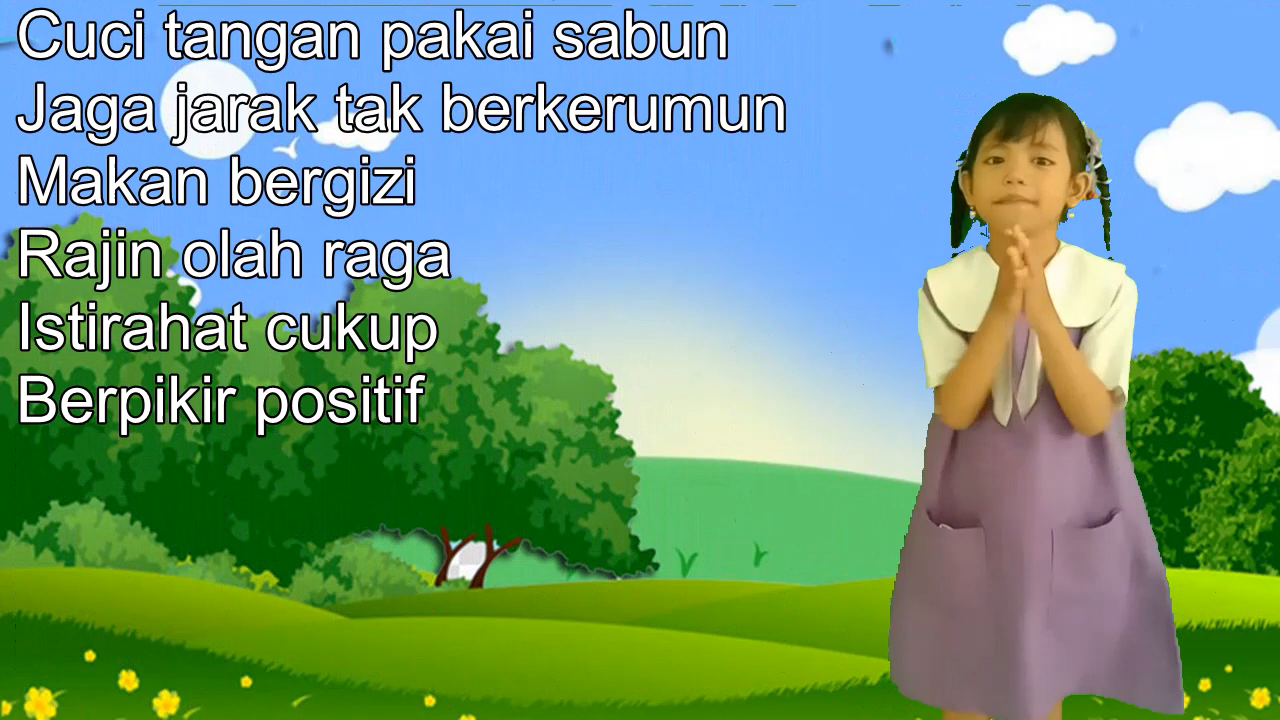 Cuci tangan pakai sabun
Jaga jarak tak berkerumun
Makan bergizi
Rajin olah raga
Istirahat cukup
Berpikir positif